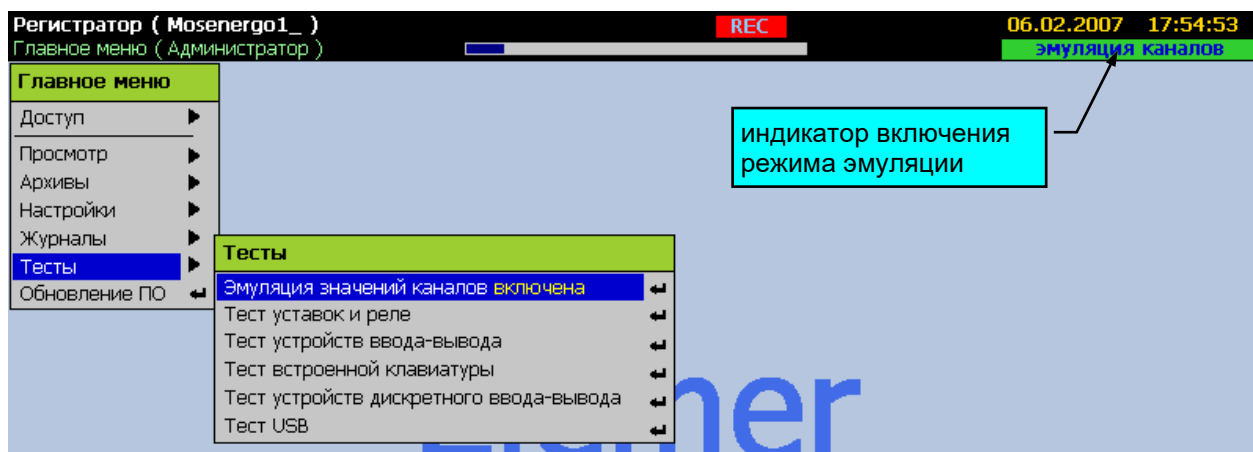 Регистратор ( Mosenergo1_ )
REC
06.02.2007 17:54:53
Главное меню ( Администратор )
эмуляция каналов
Главное меню
Доступ
индикатор включения
режима эмуляции
Просмотр
Архивы
Настройки
Журналы
Тесты
Обновление ПО
Тесты
Эмуляция значений каналов включена
Тест уставок и реле
Тест устройств ввода-вывода
Тест встроенной клавиатуры
Тест устройств дискретного ввода-вывода
Тест USB